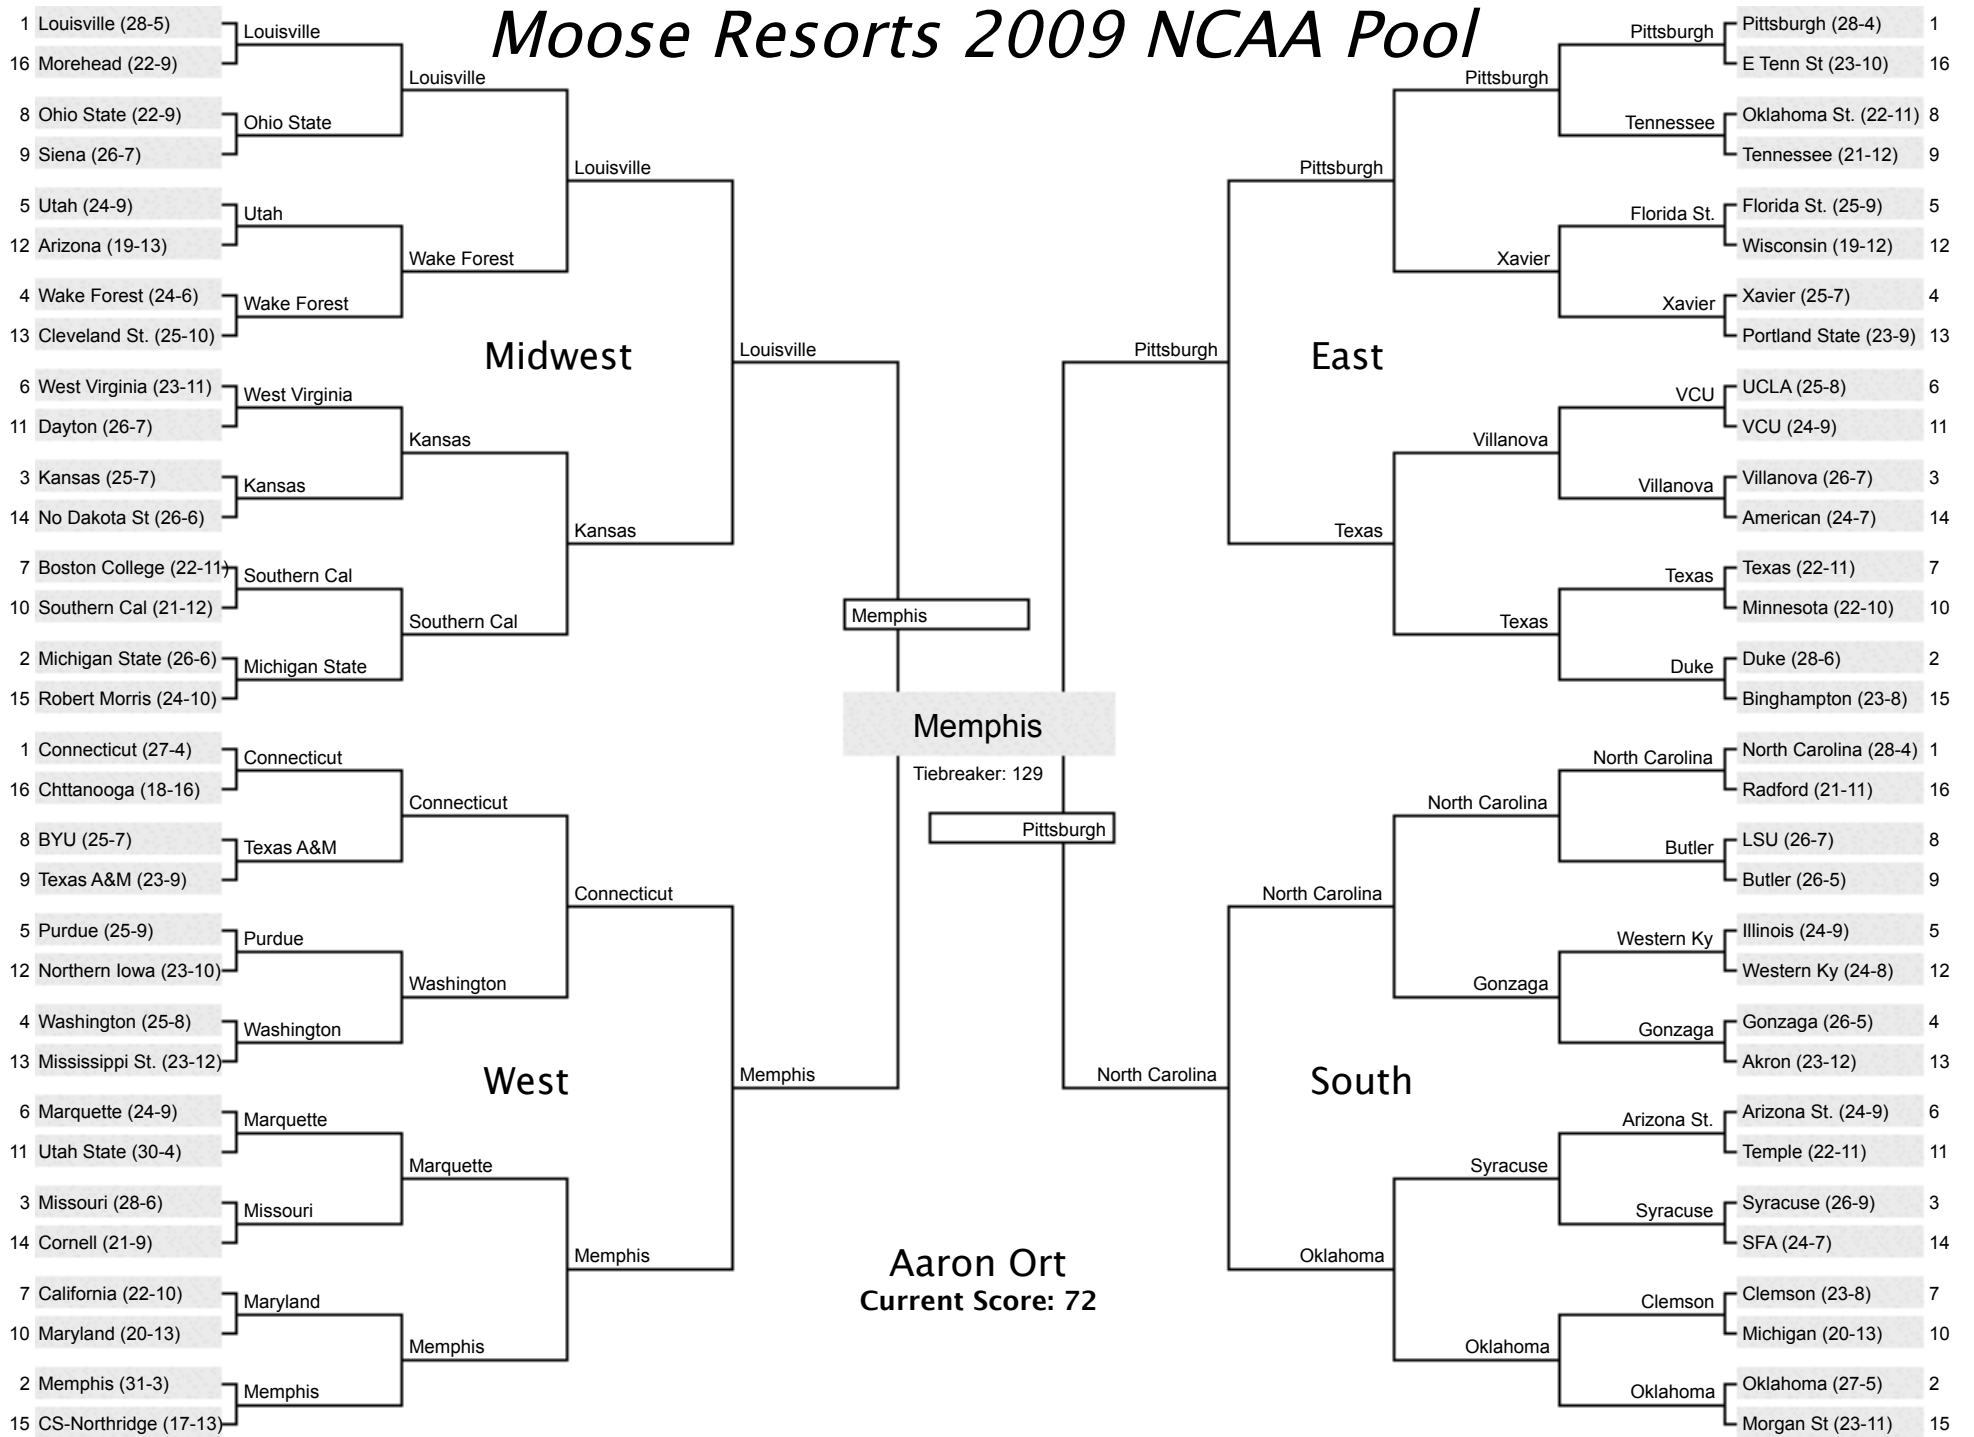 Moose Resorts 2009 NCAA Pool
1 Louisville (28-5)
16 Morehead (22-9)
8 Ohio State (22-9)
9 Siena (26-7)
5 Utah (24-9)
12 Arizona (19-13)
4 Wake Forest (24-6)
13 Cleveland St. (25-10)
6 West Virginia (23-11)
11 Dayton (26-7)
3 Kansas (25-7)
14 No Dakota St (26-6)
7 Boston College (22-11)
10 Southern Cal (21-12)
2 Michigan State (26-6)
15 Robert Morris (24-10)
Louisville
Ohio State
Utah
Wake Forest
West Virginia
Kansas
Southern Cal
Michigan State
Louisville
Wake Forest
Kansas
Southern Cal
Louisville
Kansas
Louisville
Midwest
1 Connecticut (27-4)
16 Chttanooga (18-16)
8 BYU (25-7)
9 Texas A&M (23-9)
5 Purdue (25-9)
12 Northern Iowa (23-10)
4 Washington (25-8)
13 Mississippi St. (23-12)
6 Marquette (24-9)
11 Utah State (30-4)
3 Missouri (28-6)
14 Cornell (21-9)
7 California (22-10)
10 Maryland (20-13)
2 Memphis (31-3)
15 CS-Northridge (17-13)
Connecticut
Texas A&M
Purdue
Washington
Marquette
Missouri
Maryland
Memphis
Connecticut
Washington
Marquette
Memphis
Connecticut
Memphis
Memphis
West
Memphis
Memphis
Tiebreaker: 129
Pittsburgh
Aaron Ort
Current Score: 72
Pittsburgh (28-4) 1
E Tenn St (23-10) 16
Oklahoma St. (22-11) 8
Tennessee (21-12) 9
Florida St. (25-9) 5
Wisconsin (19-12) 12
Xavier (25-7) 4
Portland State (23-9) 13
UCLA (25-8) 6
VCU (24-9) 11
Villanova (26-7) 3
American (24-7) 14
Texas (22-11) 7
Minnesota (22-10) 10
Duke (28-6) 2
Binghampton (23-8) 15
Pittsburgh
Tennessee
Florida St.
Xavier
VCU
Villanova
Texas
Duke
Pittsburgh
Xavier
Villanova
Texas
Pittsburgh
Texas
Pittsburgh
East
North Carolina (28-4) 1
Radford (21-11) 16
LSU (26-7) 8
Butler (26-5) 9
Illinois (24-9) 5
Western Ky (24-8) 12
Gonzaga (26-5) 4
Akron (23-12) 13
Arizona St. (24-9) 6
Temple (22-11) 11
Syracuse (26-9) 3
SFA (24-7) 14
Clemson (23-8) 7
Michigan (20-13) 10
Oklahoma (27-5) 2
Morgan St (23-11) 15
North Carolina
Butler
Western Ky
Gonzaga
Arizona St.
Syracuse
Clemson
Oklahoma
North Carolina
Gonzaga
Syracuse
Oklahoma
North Carolina
Oklahoma
North Carolina
South